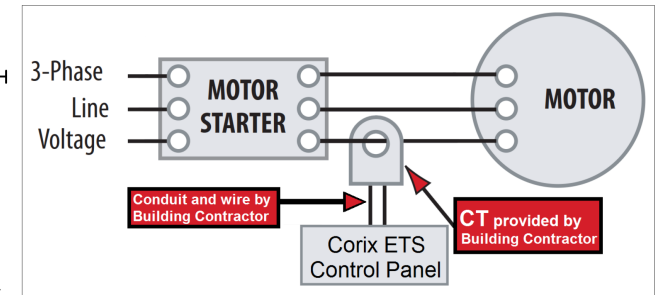 3-Phase
Line
Voltage
MOTOR
STARTER
MOTOR
Conduit and wire by
Building Contractor
CT provided by
Building Contractor
Corix ETS
Control Panel